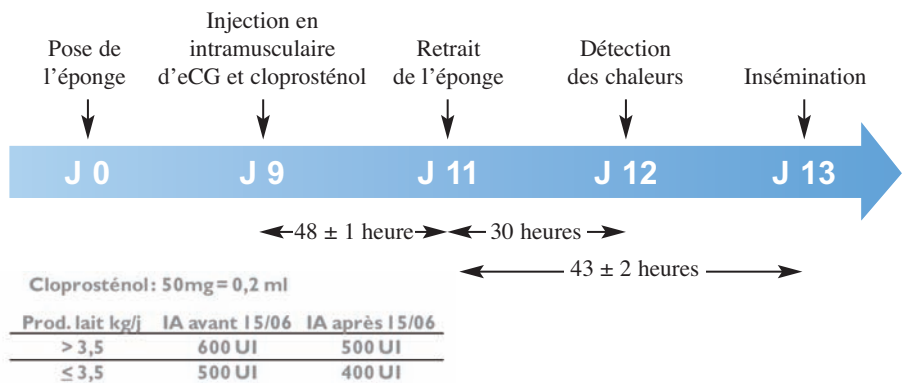 Pose de
l'éponge
Injection en
intramusculaire
d'eCG et cloprosténol
Retrait
de l'éponge
Détection
des chaleurs
Insémination
J 0
J 9
J 11
J 12
J 13
48 ± 1 heure
30 heures
43 ± 2 heures
Cloprosténol : 50mg = 0,2 ml
Prod. lait kg/j IA avant 15/06 IA après 15/06
> 3,5 600 UI 500 UI
≤ 3,5 500 UI 400 UI